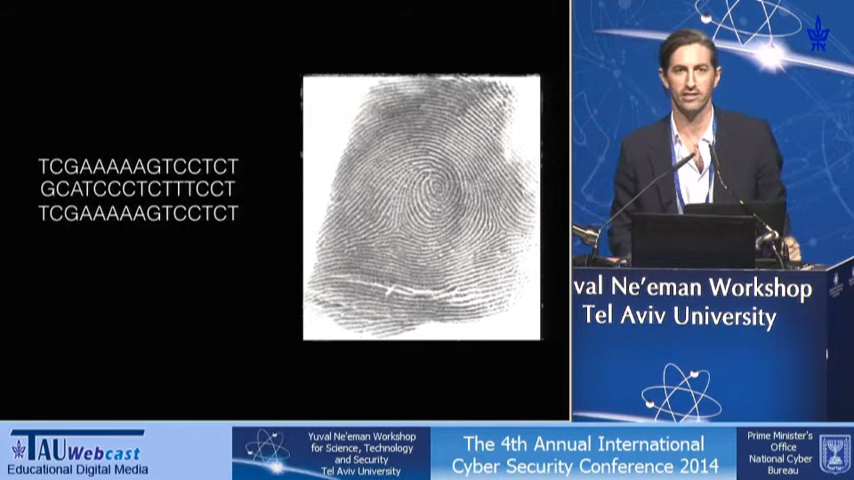 TCGAAAAAGTCCTCT
GCATCCCTCTTTCCT
TCGAAAAAGTCCTCT
val Ne'eman Workshop
Tel Aviv University
TAU Webcast
Educational Digital Media
Yuval Ne'eman Workshop
for Science, Technology
and Security
Tel Aviv University
The 4th Annual International
Cyber Security Conference 2014
Prime Minister's
Office
National Cyber
Bureau